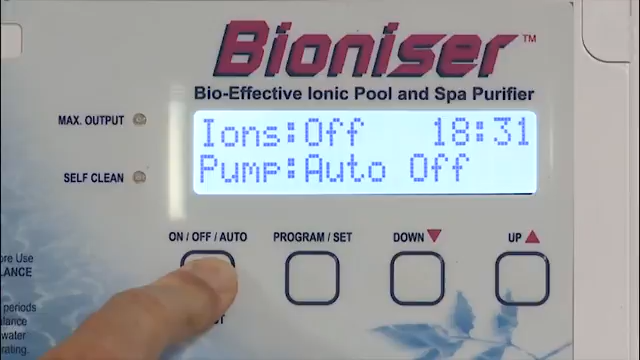 Bioniser™
Bio-Effective Ionic Pool and Spa Purifier
MAX. OUTPUT
Ions:Off 18:31
SELF CLEAN
Pump:Auto Off
ON / OFF / AUTO PROGRAM / SET DOWN ▼ UP ▲
ore Use
LANCE
periods
lance
water
rating.